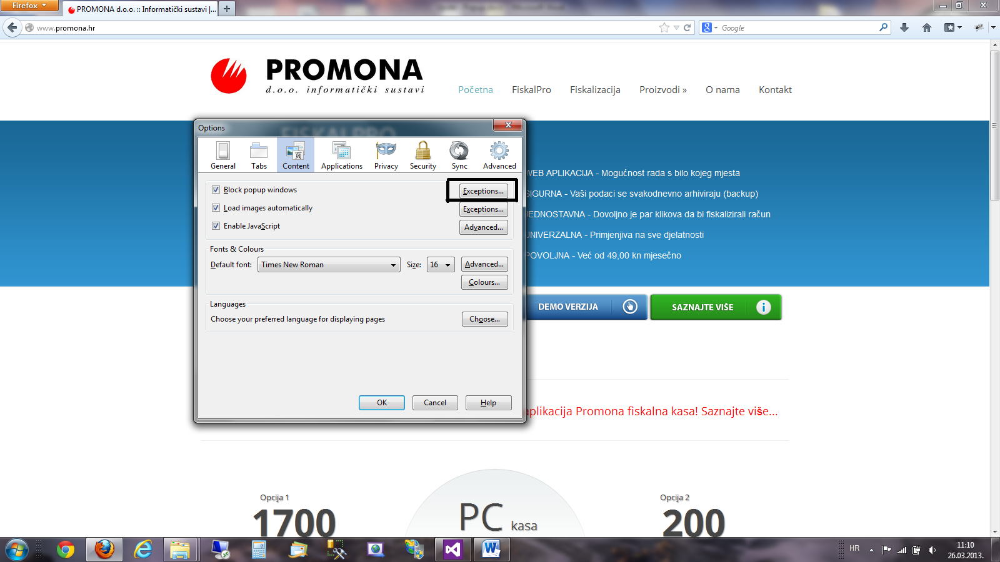 Firefox
PROMONA d.o.o. :: Informatički sustavi |...
www.promona.hr
Google
PROMONA
d.o.o. informatički sustavi
Početna FiskalPro Fiskalizacija Proizvodi » O nama Kontakt
FISKALPRO
Options
General Tabs Content Applications Privacy Security Sync Advanced
Block popup windows Exceptions...
Load images automatically Exceptions...
Enable JavaScript Advanced...
Fonts & Colours
Default font: Times New Roman Size: 16 Advanced...
Colours...
Languages
Choose your preferred language for displaying pages Choose...
OK Cancel Help
WEB APLIKACIJA - Mogućnost rada s bilo kojeg mjesta
SIGURNA - Vaši podaci se svakodnevno arhiviraju (backup)
JEDNOSTAVNA - Dovoljno je par klikova da bi fiskalizirali račun
UNIVERZALNA - Primjenjiva na sve djelatnosti
POVOLJNA - Već od 49,00 kn mjesečno
DEMO VERZIJA SAZNAJTE VIŠE
aplikacija Promona fiskalna kasa! Saznajte više...
Opcija 1
1700
PC kasa
Opcija 2
200
HR
11:10
26.03.2013.